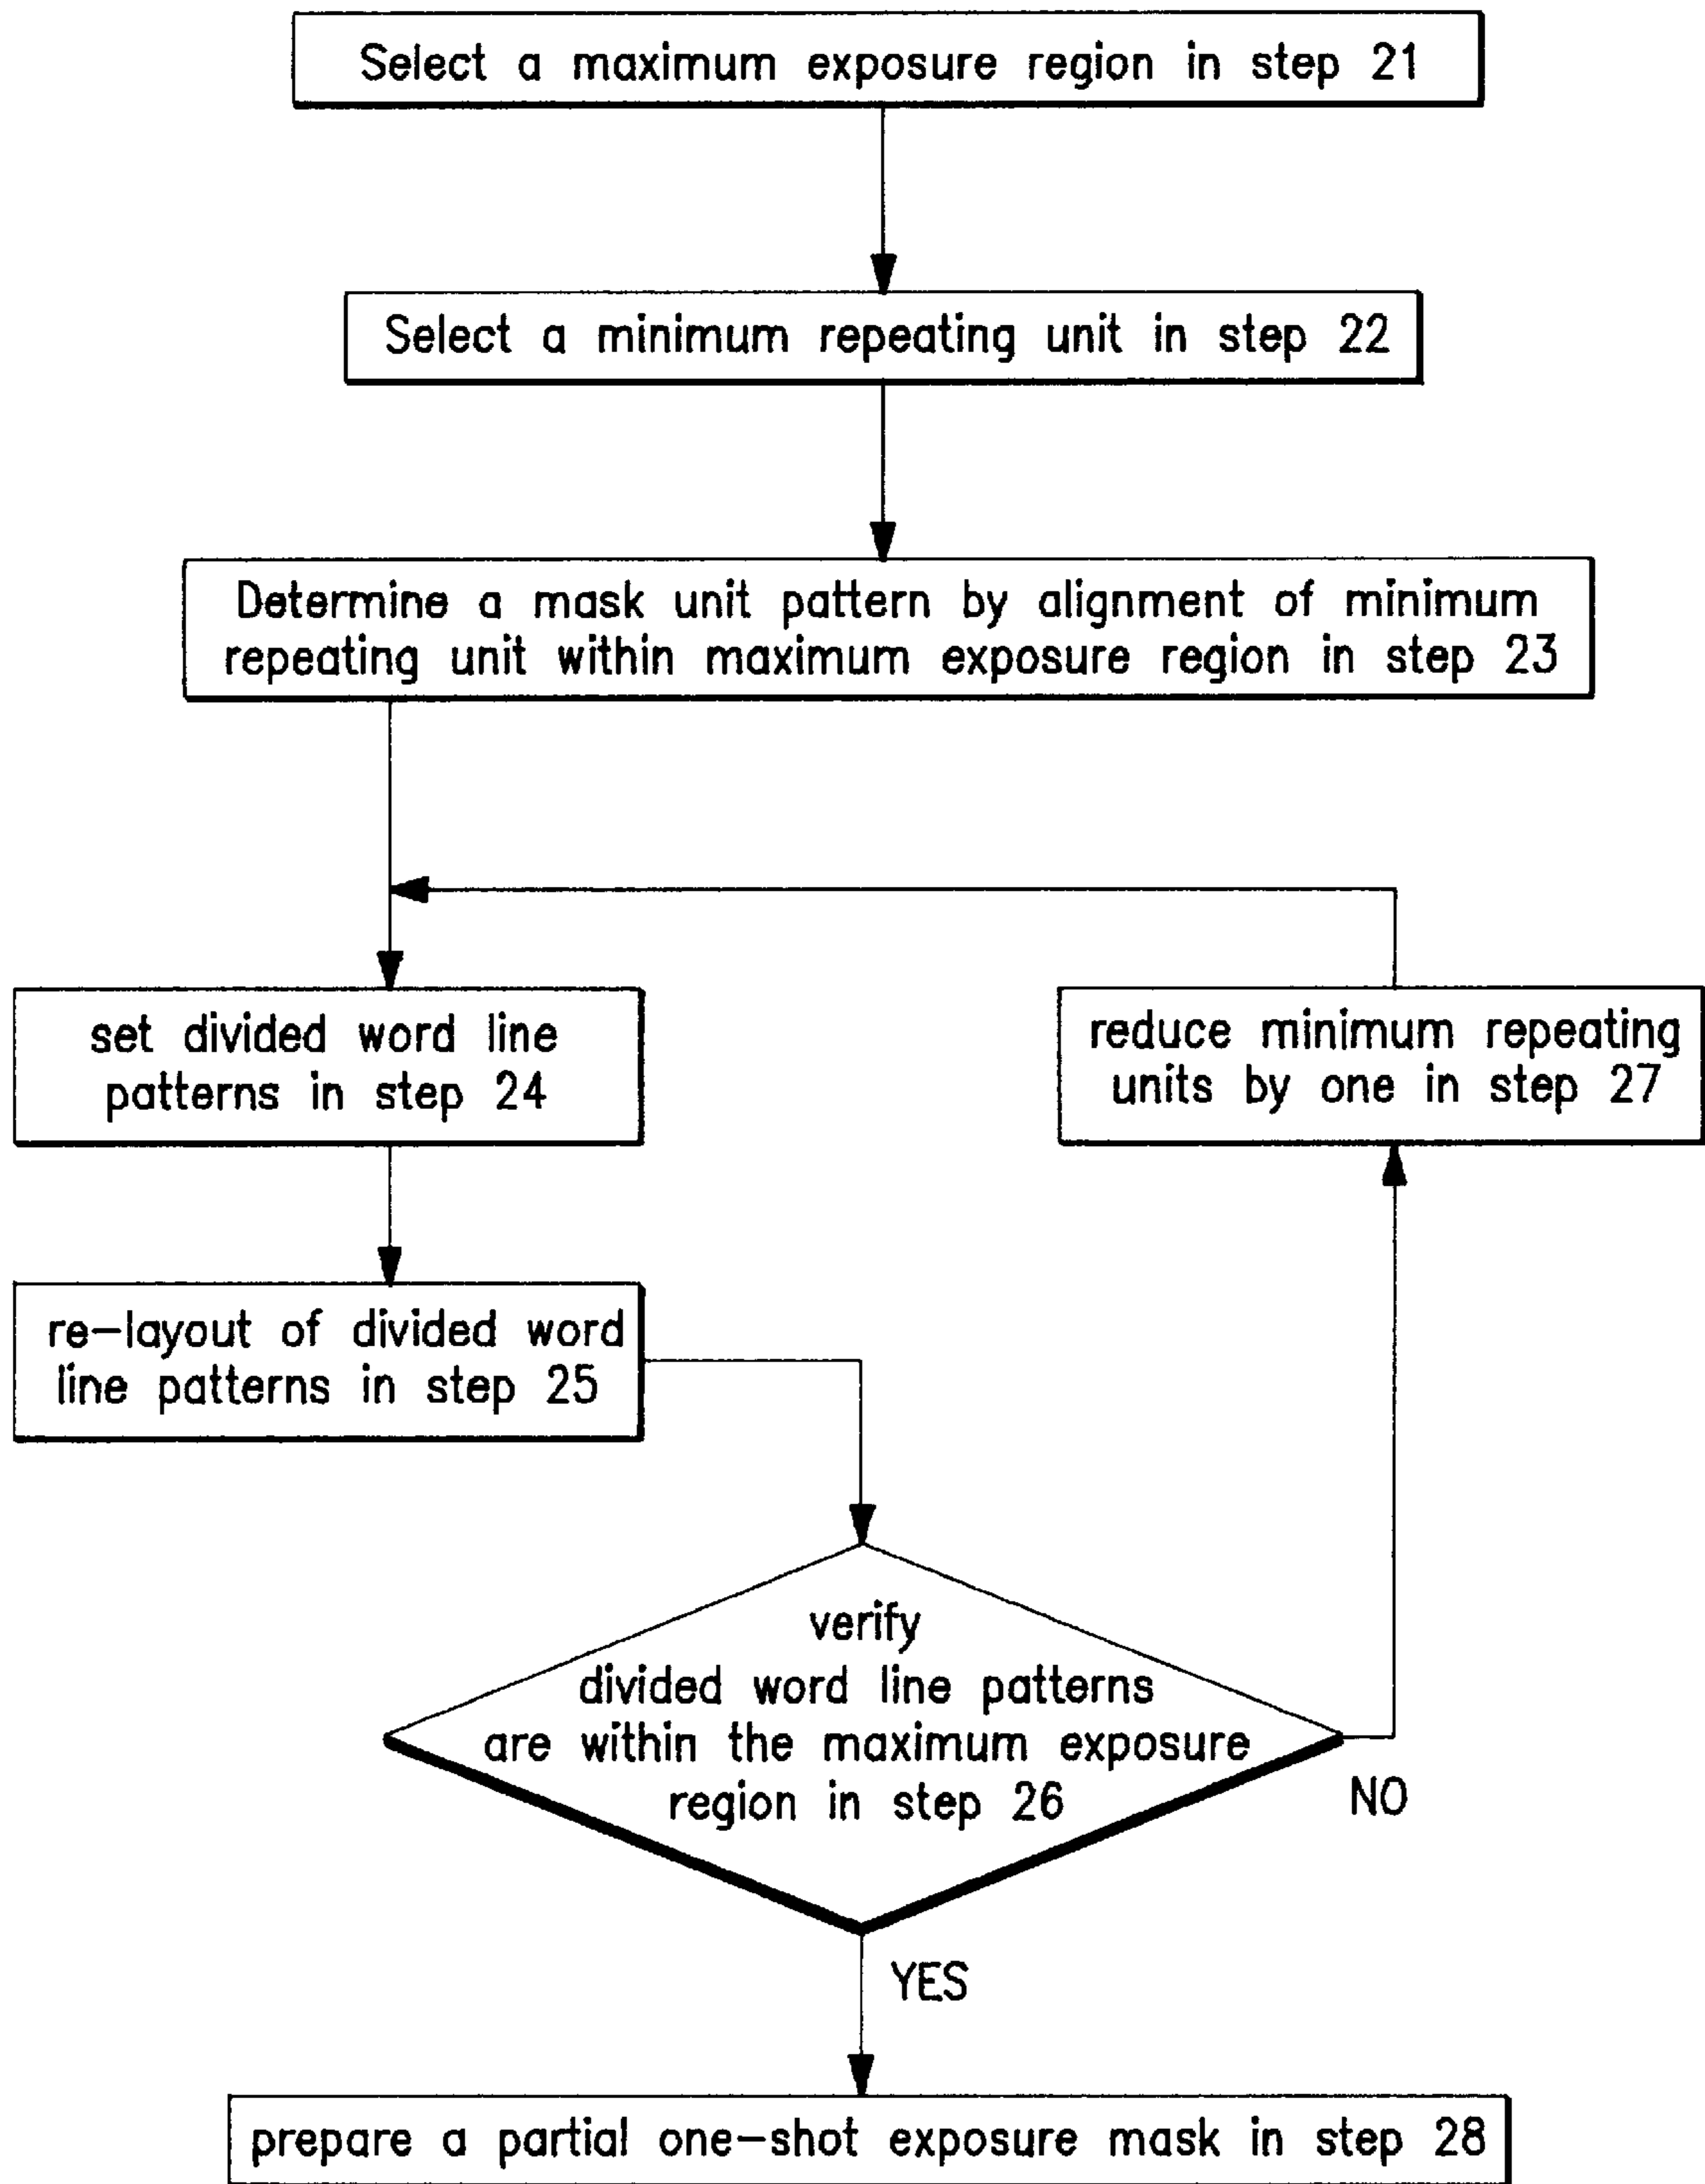 Select a maximum exposure region in step 21
Select a minimum repeating unit in step 22
Determine a mask unit pattern by alignment of minimum
repeating unit within maximum exposure region in step 23
set divided word line
patterns in step 24
reduce minimum repeating
units by one in step 27
re-layout of divided word
line patterns in step 25
verify
divided word line patterns
are within the maximum exposure
region in step 26
NO
YES
prepare a partial one-shot exposure mask in step 28